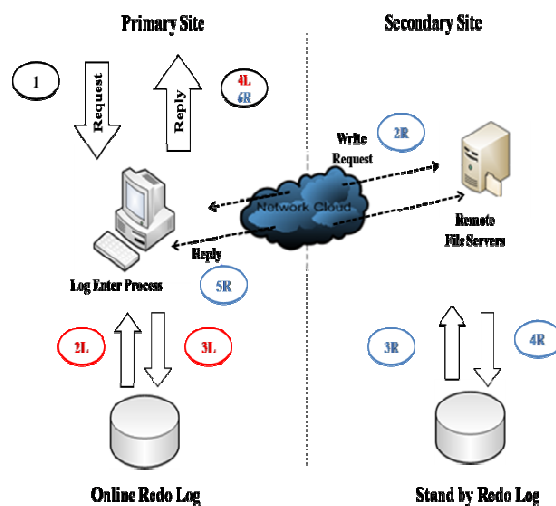 Primary Site
Secondary Site
1
Request
Reply
4L
6R
Write
Request
2R
Network Cloud
Remote
File Servers
Log Enter Process
Reply
5R
2L
3L
3R
4R
Online Redo Log
Stand by Redo Log